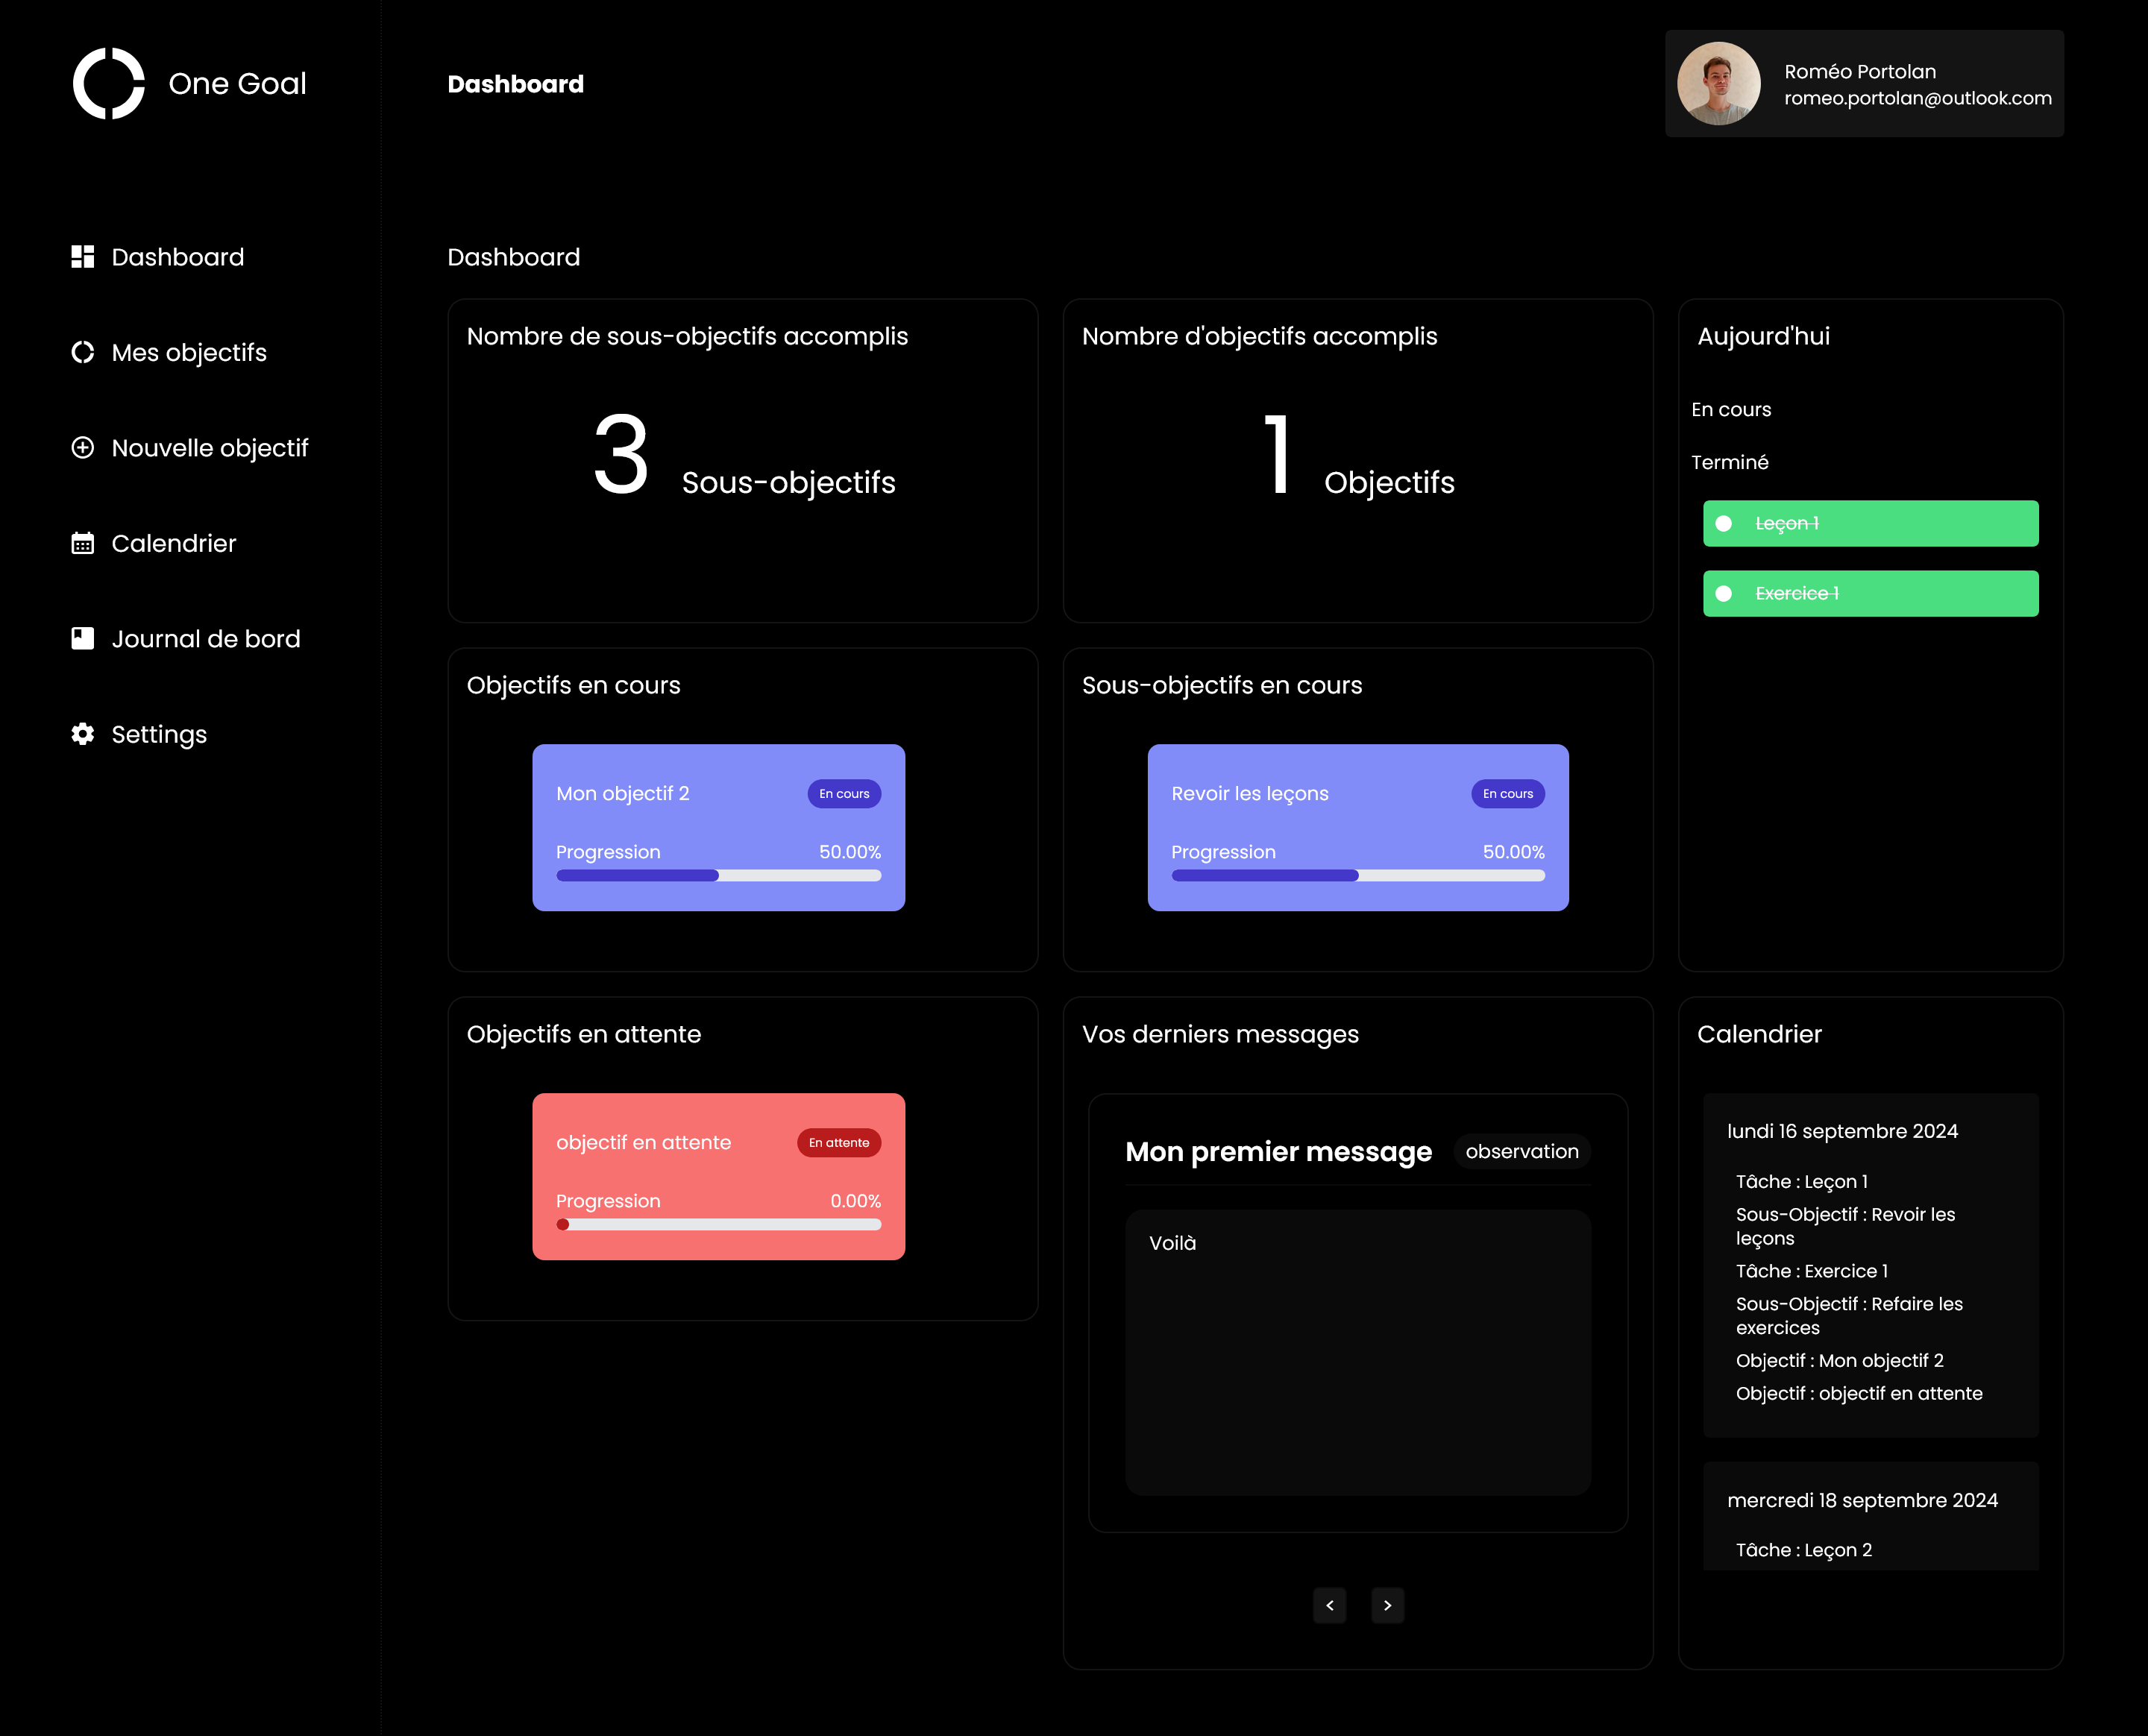 One Goal
Dashboard
Roméo Portolan
romeo.portolan@outlook.com
Dashboard
Mes objectifs
Nouvelle objectif
Calendrier
Journal de bord
Settings
Dashboard
Nombre de sous-objectifs accomplis
3 Sous-objectifs
Nombre d'objectifs accomplis
1 Objectifs
Aujourd'hui
En cours
Terminé
Leçon 1
Exercice 1
Objectifs en cours
Mon objectif 2 En cours
Progression 50.00%
Sous-objectifs en cours
Revoir les leçons En cours
Progression 50.00%
Objectifs en attente
objectif en attente En attente
Progression 0.00%
Vos derniers messages
Mon premier message observation
Voilà
< >
Calendrier
lundi 16 septembre 2024
Tâche : Leçon 1
Sous-Objectif : Revoir les
leçons
Tâche : Exercice 1
Sous-Objectif : Refaire les
exercices
Objectif : Mon objectif 2
Objectif : objectif en attente
mercredi 18 septembre 2024
Tâche : Leçon 2